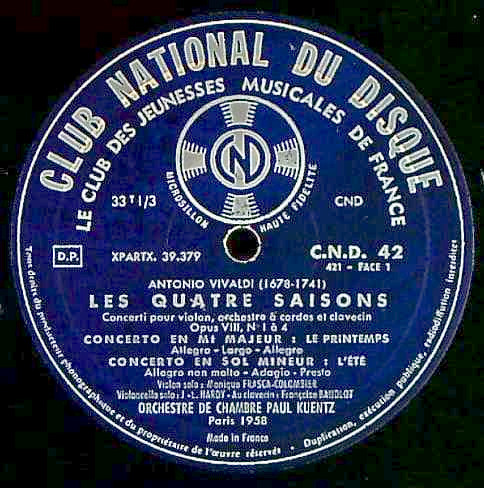 CLUB NATIONAL DU DISQUE
LE CLUB DES JEUNESSES MUSICALES DE FRANCE
CND
MICROSILLON
HAUTE FIDELITE
33 T 1/3
CND
D.P.
XPARTX. 39.379
C.N.D. 42
421 - FACE 1
ANTONIO VIVALDI (1678-1741)
LES QUATRE SAISONS
Concerti pour violon, orchestre à cordes et clavecin
Opus VIII, N° 1 à 4
CONCERTO EN MI MAJEUR : LE PRINTEMPS
Allegro - Largo - Allegro
CONCERTO EN SOL MINEUR : L'ÉTÉ
Allegro non molto - Adagio - Presto
Violon solo : Monique FRASCA-COLOMBIER
Violoncelle solo : J.-L. HARDY - Au clavecin : Françoise BAUDLOT
ORCHESTRE DE CHAMBRE PAUL KUENTZ
Paris 1958
Made in France
Tous droits du producteur phonographique et du propriétaire de l'œuvre réservés • Duplication, exécution publique, radiodiffusion interdites